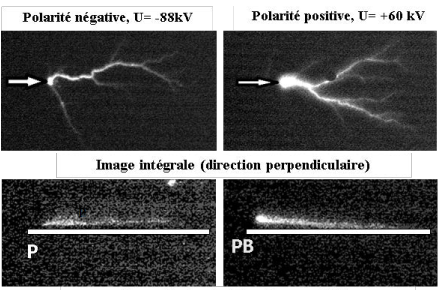 Polarité négative, U= -88kV
Polarité positive, U= +60 kV
Image intégrale (direction perpendiculaire)
P
PB